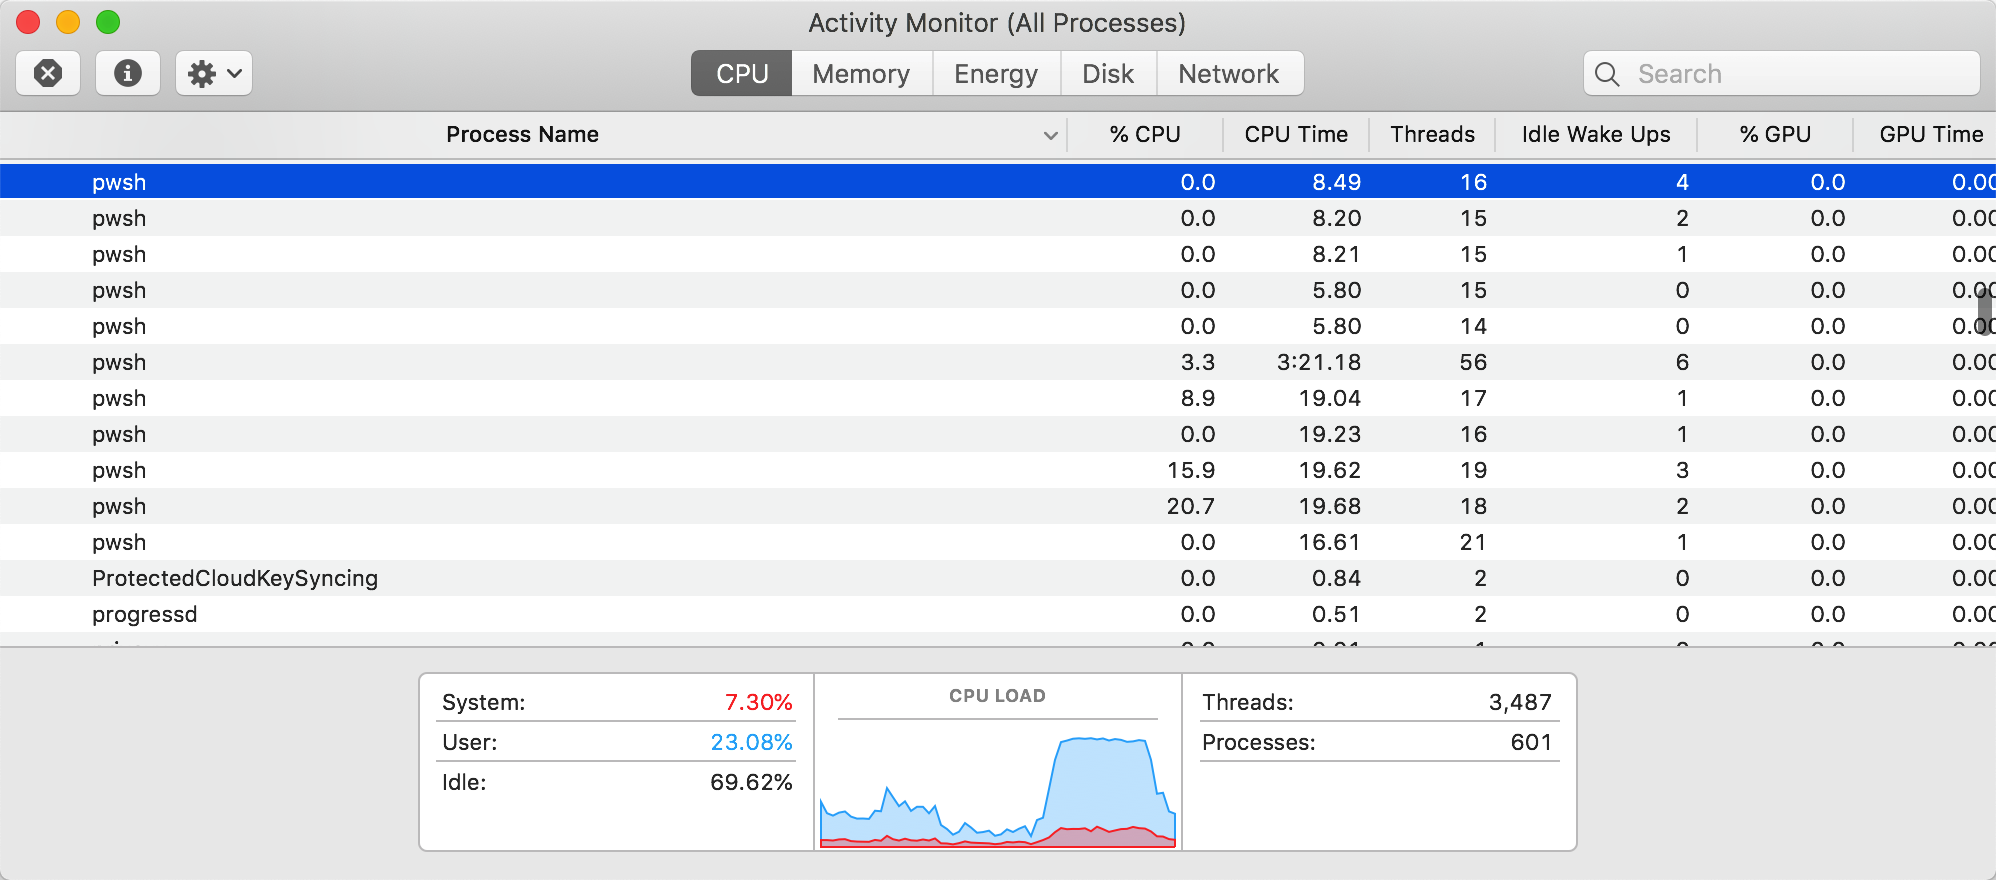 Activity Monitor (All Processes)
CPU Memory Energy Disk Network Search
Process Name % CPU CPU Time Threads Idle Wake Ups % GPU GPU Time
pwsh 0.0 8.49 16 4 0.0 0.00
pwsh 0.0 8.20 15 2 0.0 0.00
pwsh 0.0 8.21 15 1 0.0 0.00
pwsh 0.0 5.80 15 0 0.0 0.00
pwsh 0.0 5.80 14 0 0.0 0.00
pwsh 3.3 3:21.18 56 6 0.0 0.00
pwsh 8.9 19.04 17 1 0.0 0.00
pwsh 0.0 19.23 16 1 0.0 0.00
pwsh 15.9 19.62 19 3 0.0 0.00
pwsh 20.7 19.68 18 2 0.0 0.00
pwsh 0.0 16.61 21 1 0.0 0.00
ProtectedCloudKeySyncing 0.0 0.84 2 0 0.0 0.00
progressd 0.0 0.51 2 0 0.0 0.00
System: 7.30%
User: 23.08%
Idle: 69.62%
CPU LOAD
Threads: 3,487
Processes: 601